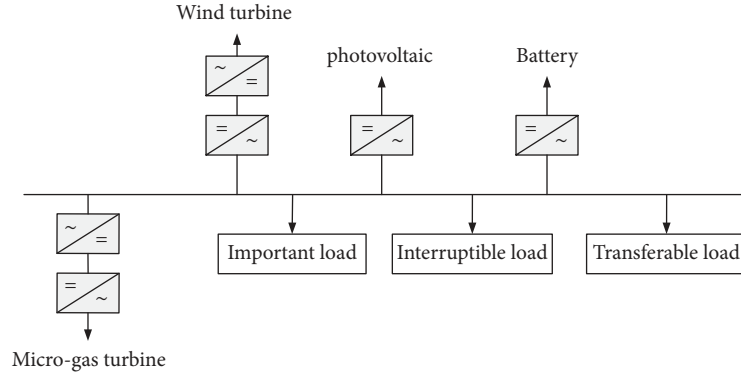 Wind turbine
photovoltaic
Battery
~
=
=
~
=
~
=
~
~
=
Important load
Interruptible load
Transferable load
=
~
Micro-gas turbine